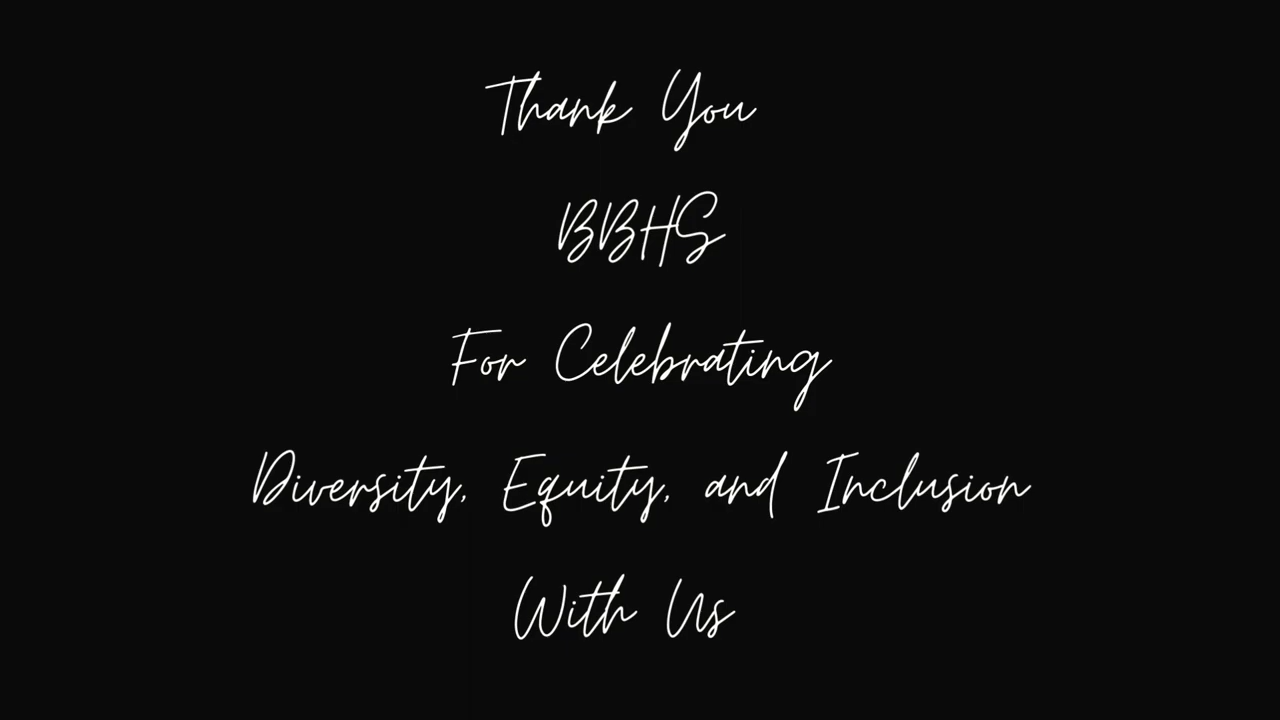 Thank You
BBHS
For Celebrating
Diversity, Equity, and Inclusion
With Us